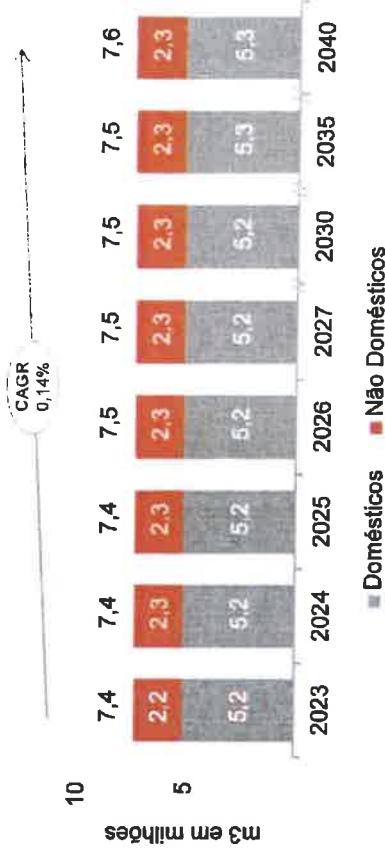 CAGR
0,14%
m3 em milhões
10
5
7,4 7,4 7,4 7,5 7,5 7,5 7,5 7,6
2,2 2,3 2,3 2,3 2,3 2,3 2,3 2,3
5,2 5,2 5,2 5,2 5,2 5,2 5,3 5,3
2023 2024 2025 2026 2027 2030 2035 2040
Domésticos Não Domésticos